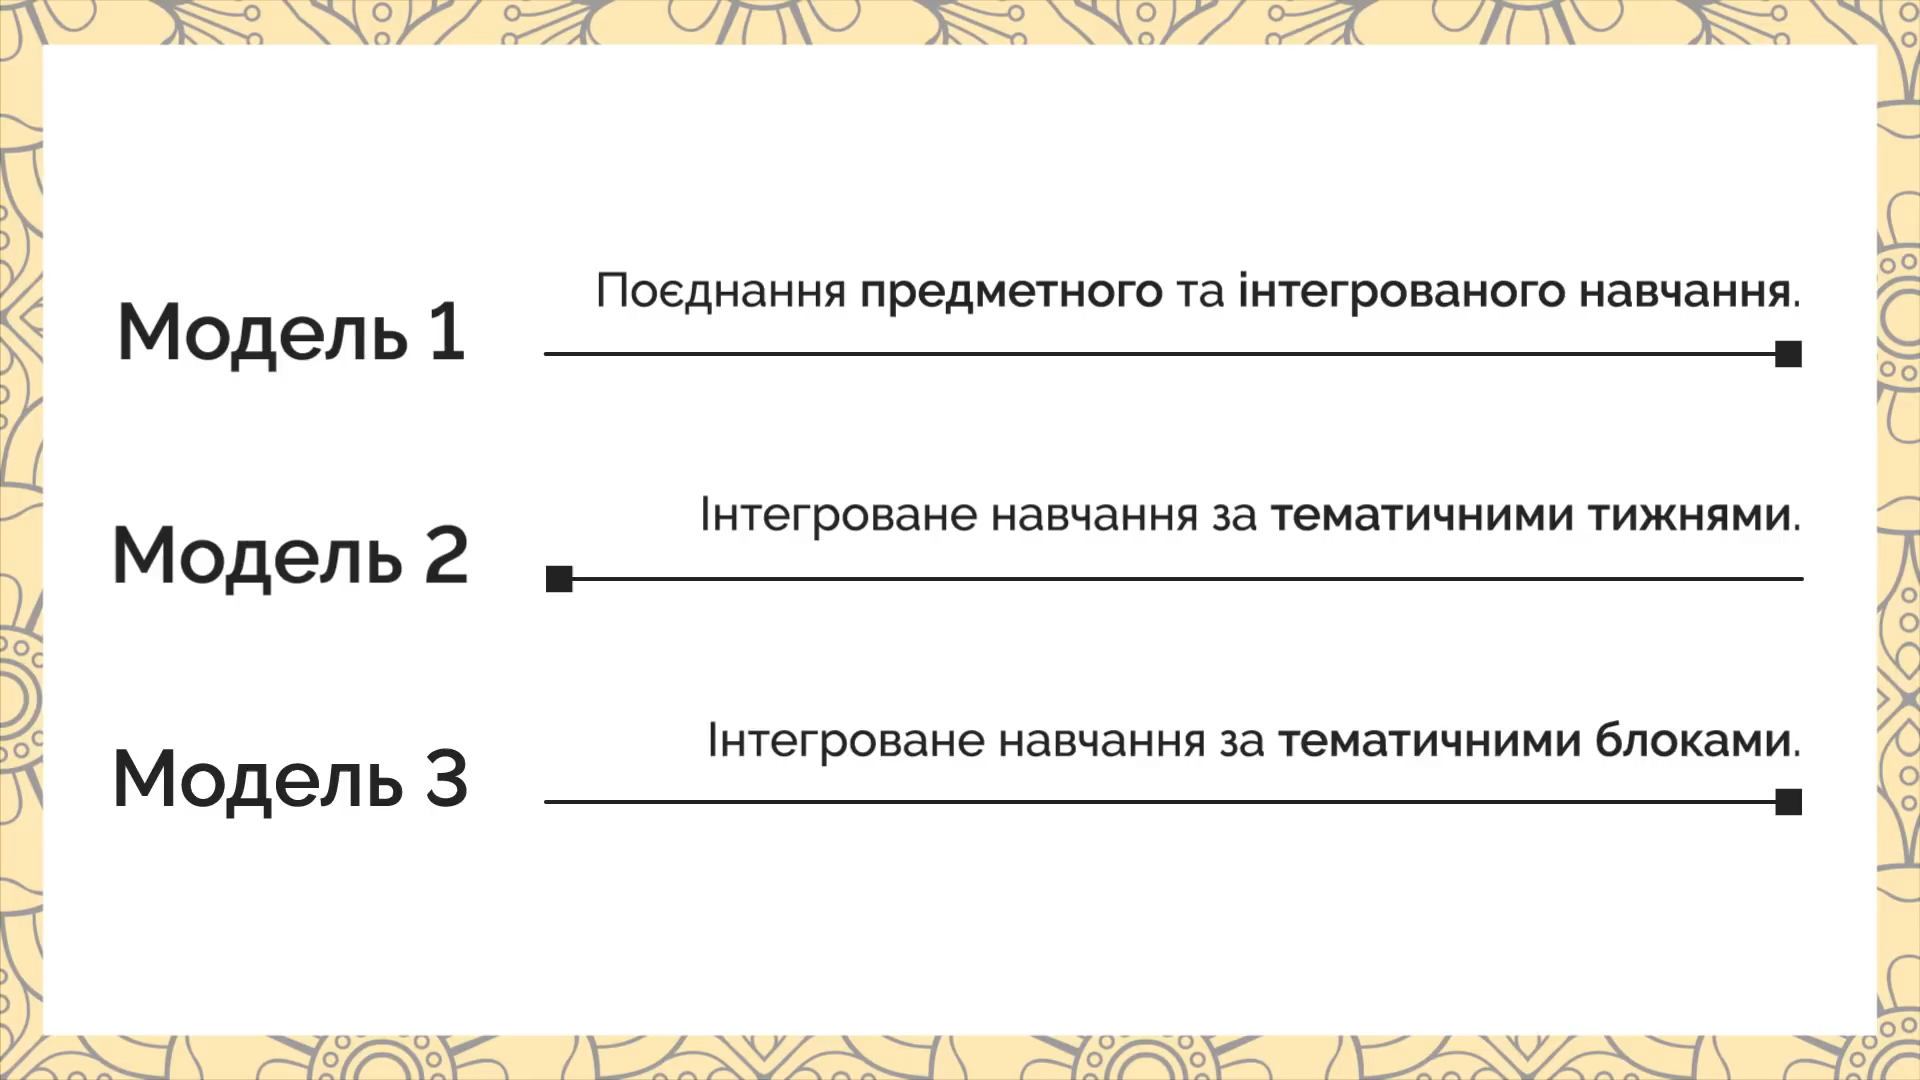 Модель 1
Поєднання предметного та інтегрованого навчання.
Модель 2
Інтегроване навчання за тематичними тижнями.
Модель 3
Інтегроване навчання за тематичними блоками.